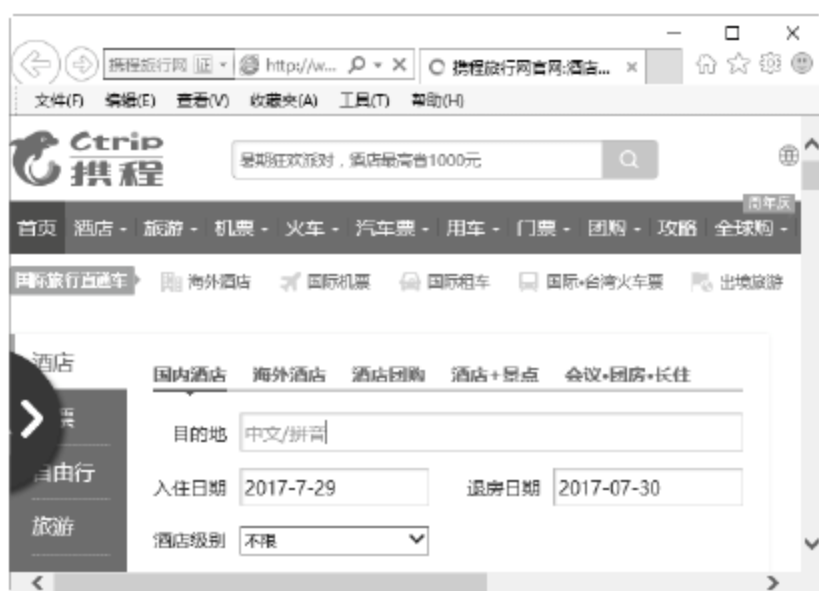 携程旅行网 证 http://w... 携程旅行网官网:酒店...
文件(F) 编辑(E) 查看(V) 收藏夹(A) 工具(T) 帮助(H)
Ctrip
携程
暑期狂欢派对，酒店最高省1000元
周年庆
首页 酒店 旅游 机票 火车 汽车票 用车 门票 团购 攻略 全球购
国际旅行直通车 海外酒店 国际机票 国际租车 国际•台湾火车票 出境旅游
酒店
国内酒店 海外酒店 酒店团购 酒店+景点 会议•团房•长住
票
目的地 中文/拼音
自由行
入住日期 2017-7-29 退房日期 2017-07-30
旅游
酒店级别 不限